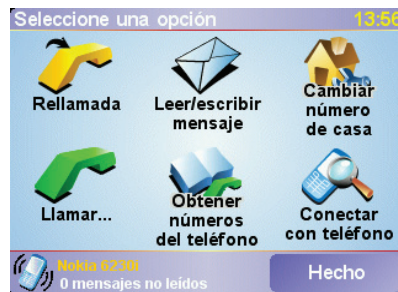 Seleccione una opción
13:56
Rellamada
Leer/escribir
mensaje
Cambiar
número
de casa
Llamar...
Obtener
números
del teléfono
Conectar
con teléfono
Nokia 6230i
0 mensajes no leídos
Hecho